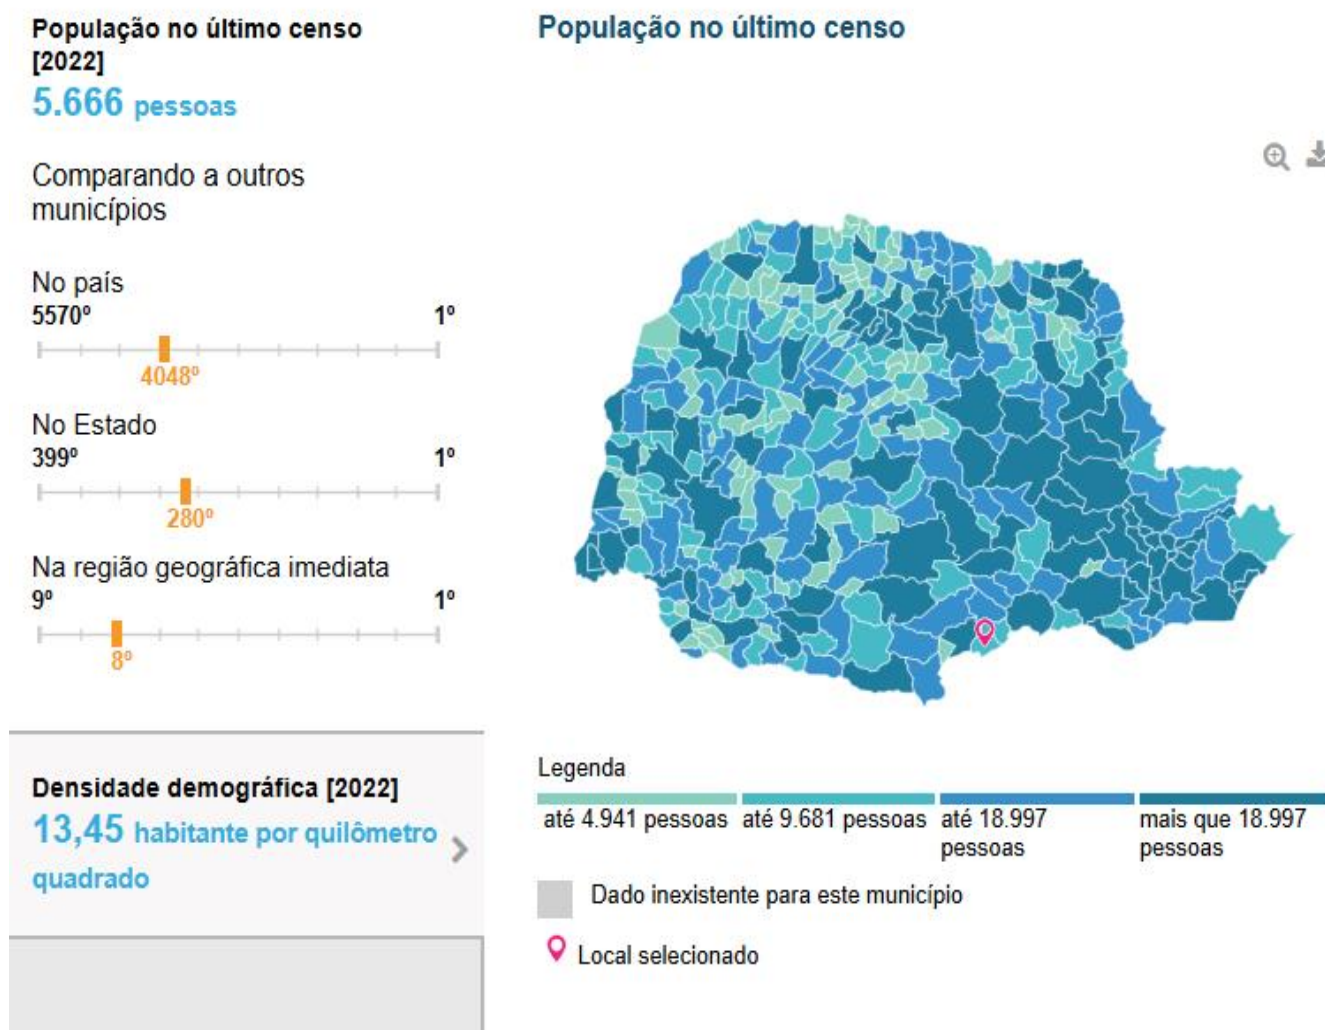 População no último censo
[2022]
5.666 pessoas
Comparando a outros
municípios
No país
5570º 1º
4048º
No Estado
399º 1º
280º
Na região geográfica imediata
9º 1º
8º
Densidade demográfica [2022]
13,45 habitante por quilômetro
quadrado
População no último censo
Legenda
até 4.941 pessoas
até 9.681 pessoas
até 18.997
pessoas
mais que 18.997
pessoas
Dado inexistente para este município
Local selecionado